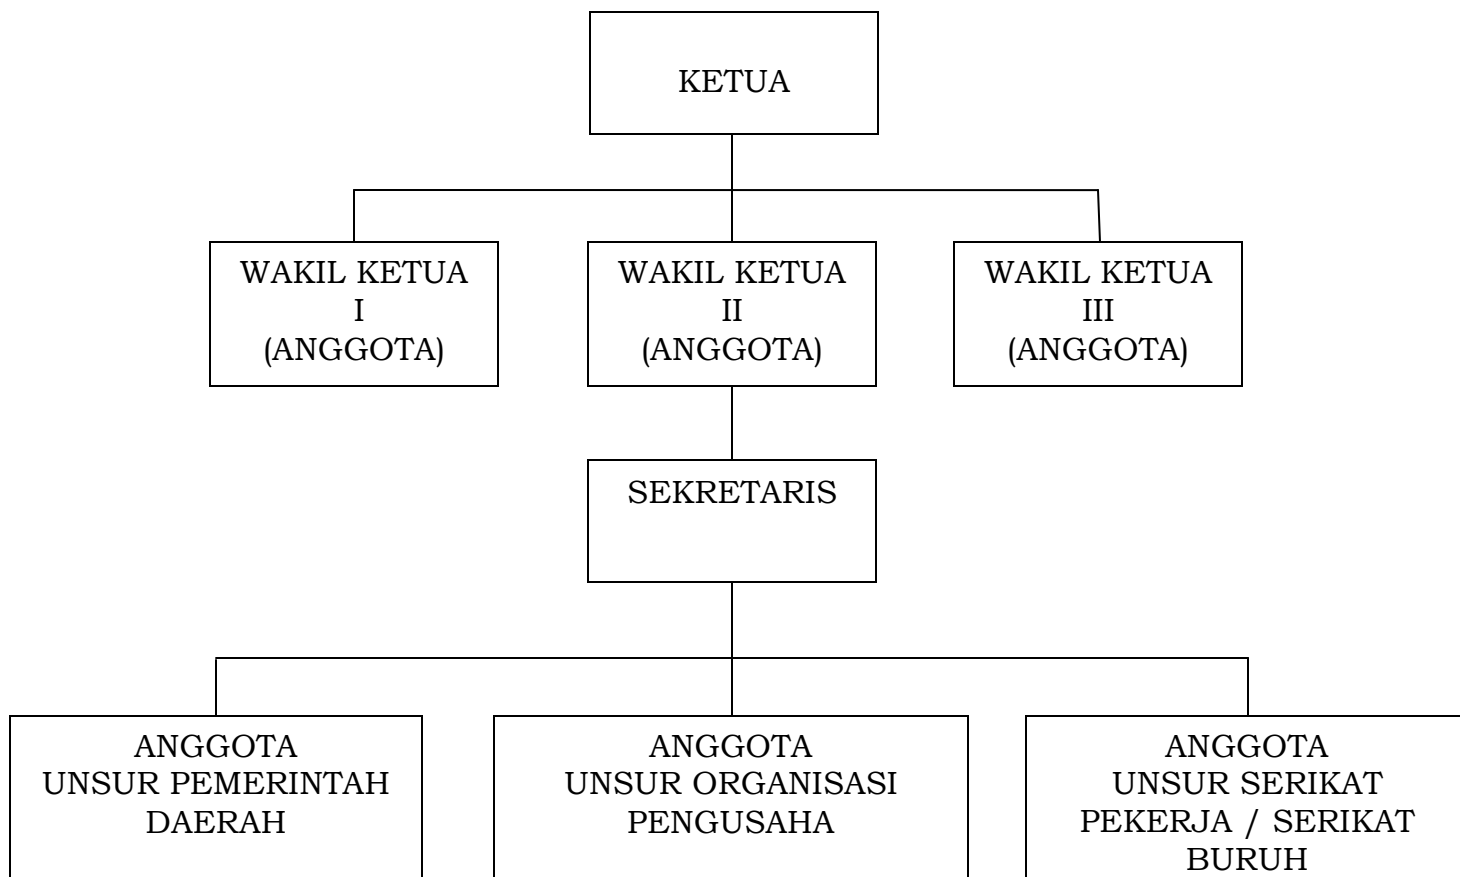 KETUA
WAKIL KETUA
I
(ANGGOTA)
WAKIL KETUA
II
(ANGGOTA)
WAKIL KETUA
III
(ANGGOTA)
SEKRETARIS
ANGGOTA
UNSUR PEMERINTAH
DAERAH
ANGGOTA
UNSUR ORGANISASI
PENGUSAHA
ANGGOTA
UNSUR SERIKAT
PEKERJA / SERIKAT
BURUH